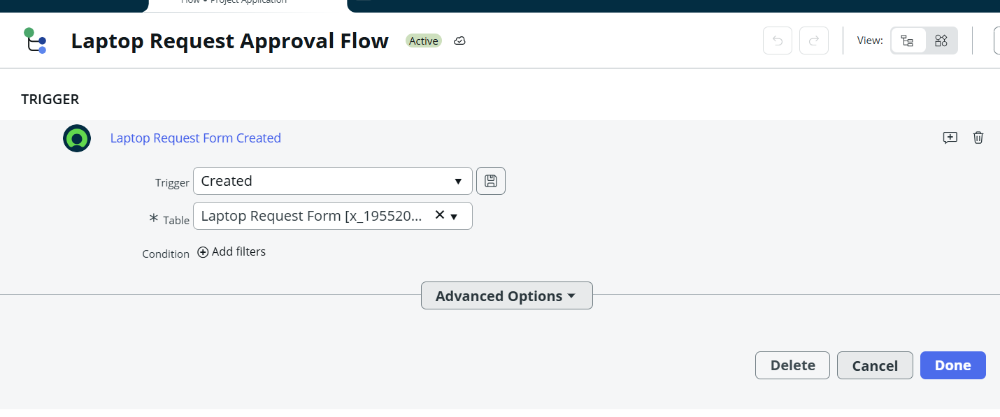 Flow • Project Application
Laptop Request Approval Flow Active
View:
TRIGGER
Laptop Request Form Created
Trigger Created
* Table Laptop Request Form [x_195520...
Condition Add filters
Advanced Options
Delete Cancel Done